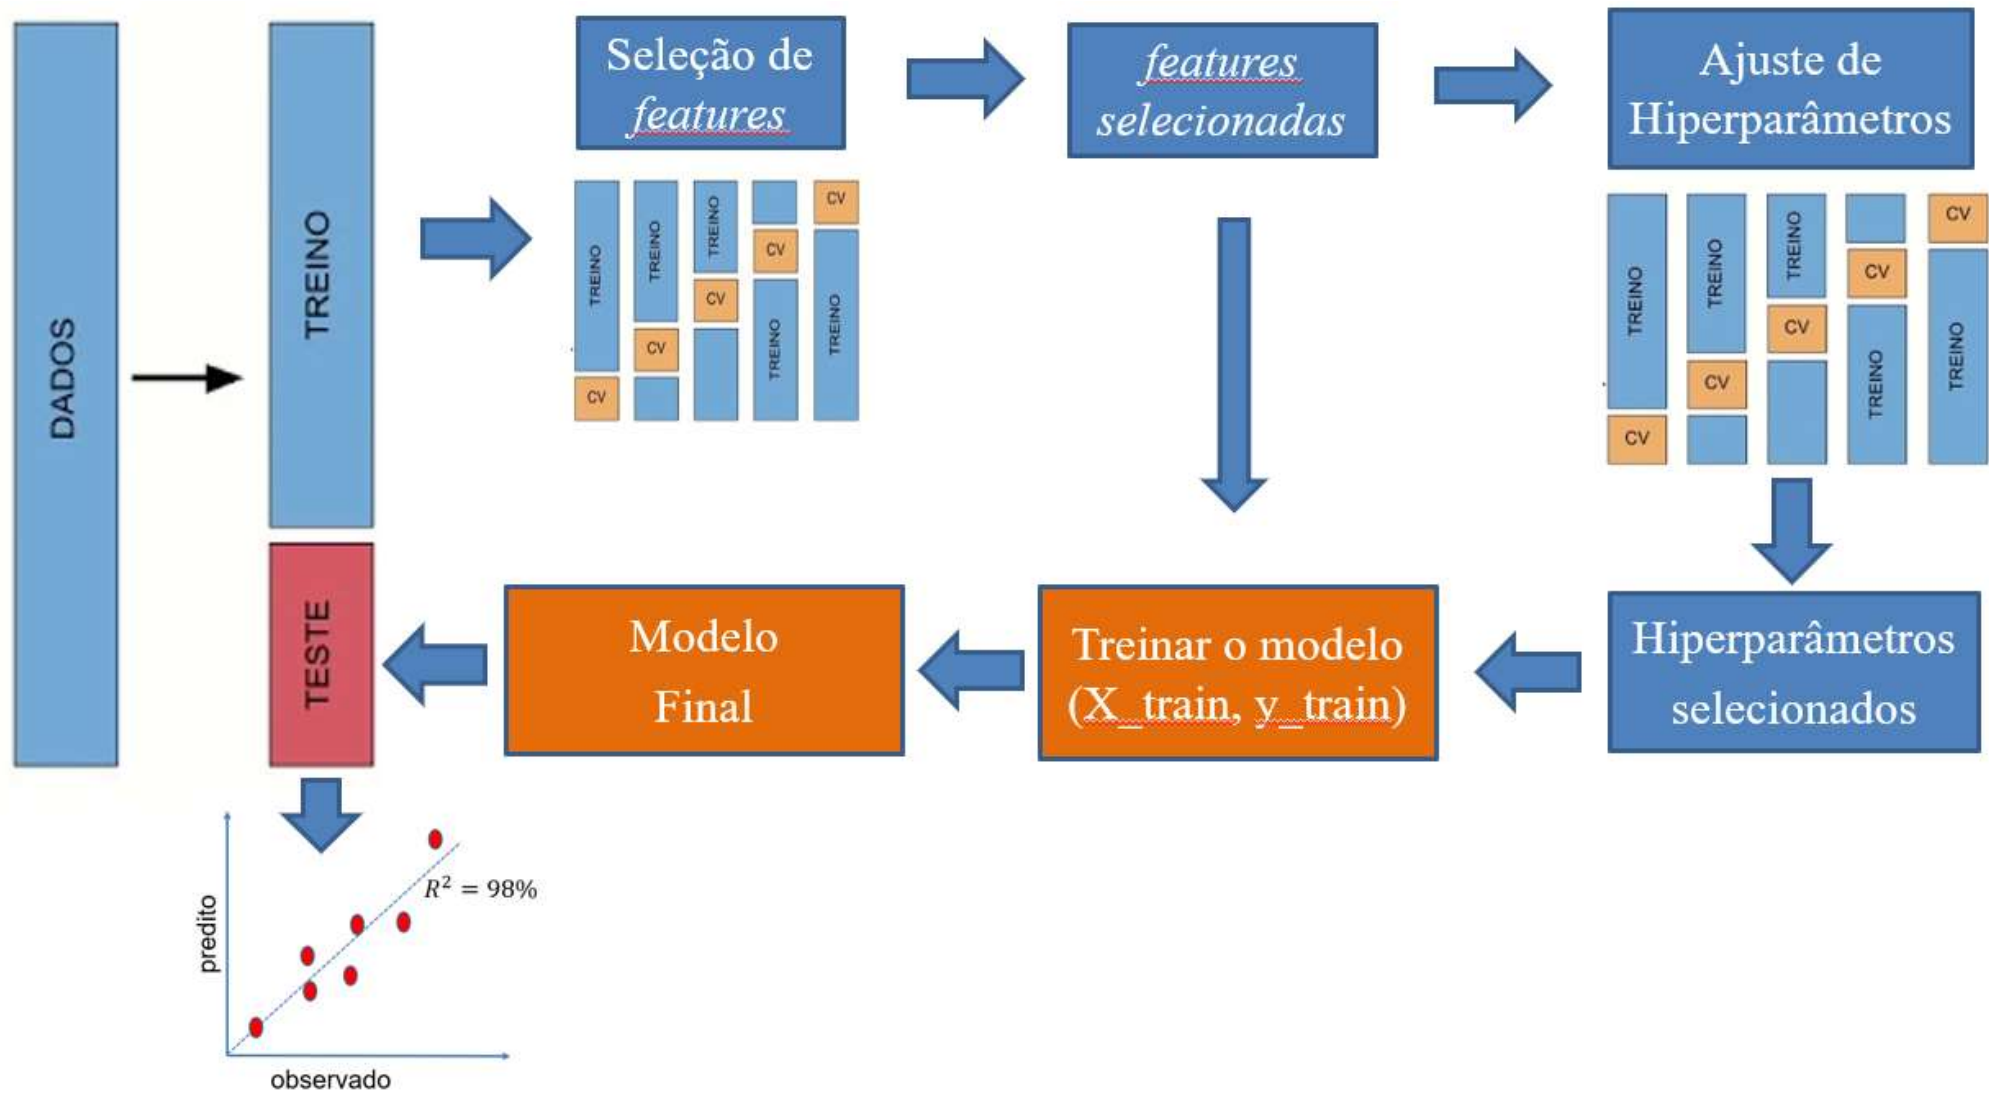 DADOS
TREINO
TESTE
Seleção de
features
TREINO
CV
TREINO
CV
TREINO
CV
CV
TREINO
CV
TREINO
features
selecionadas
Ajuste de
Hiperparâmetros
TREINO
CV
TREINO
CV
TREINO
CV
CV
TREINO
CV
TREINO
Hiperparâmetros
selecionados
Treinar o modelo
(X_train, y_train)
Modelo
Final
R² = 98%
predito
observado